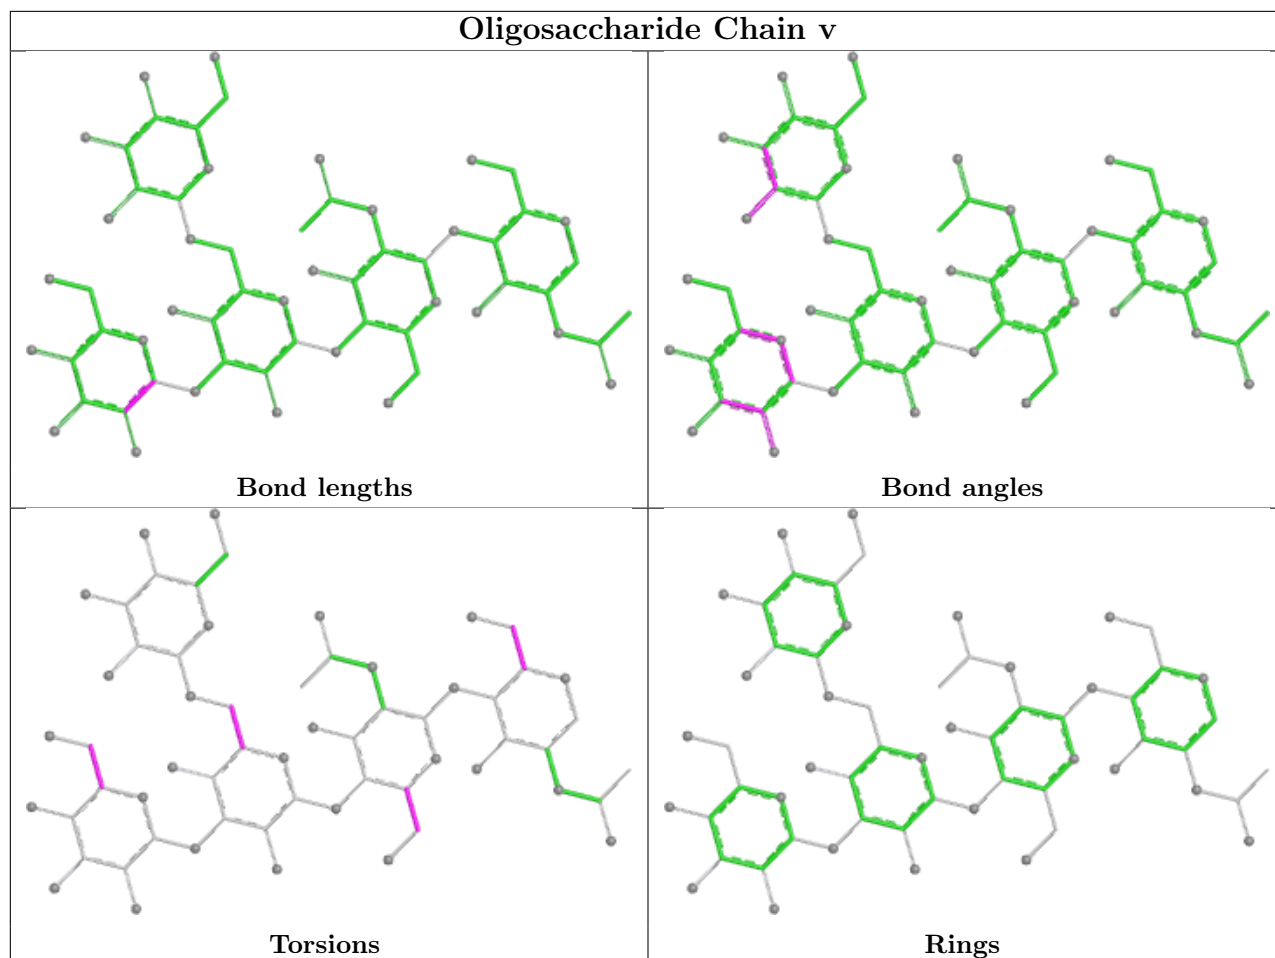 Oligosaccharide Chain v
Bond lengths
Bond angles
Torsions
Rings